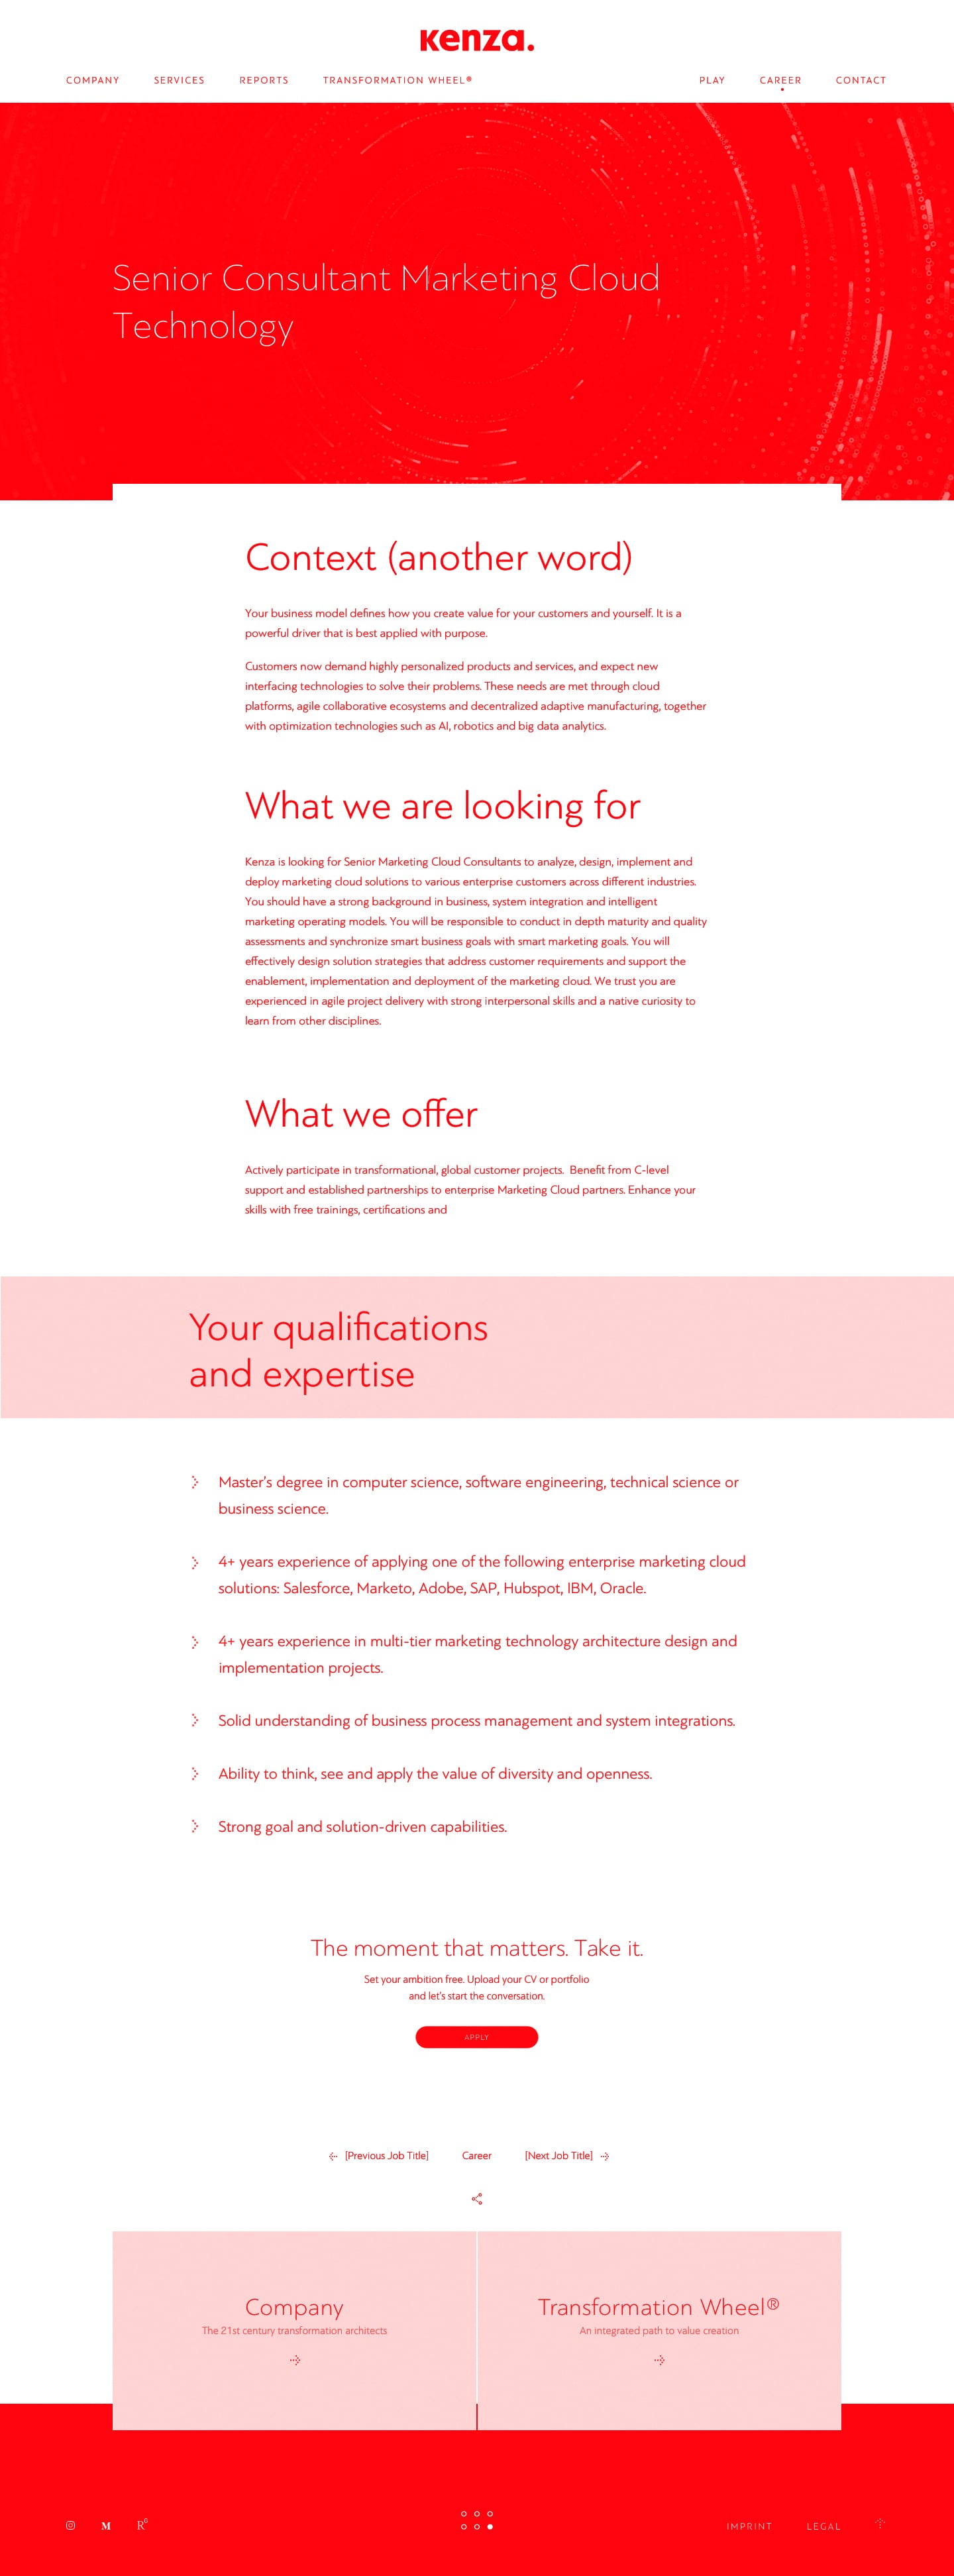 kenza.
COMPANY SERVICES REPORTS TRANSFORMATION WHEEL® PLAY CAREER CONTACT
Senior Consultant Marketing Cloud
Technology
Context (another word)
Your business model defines how you create value for your customers and yourself. It is a
powerful driver that is best applied with purpose.
Customers now demand highly personalized products and services, and expect new
interfacing technologies to solve their problems. These needs are met through cloud
platforms, agile collaborative ecosystems and decentralized adaptive manufacturing, together
with optimization technologies such as AI, robotics and big data analytics.
What we are looking for
Kenza is looking for Senior Marketing Cloud Consultants to analyze, design, implement and
deploy marketing cloud solutions to various enterprise customers across different industries.
You should have a strong background in business, system integration and intelligent
marketing operating models. You will be responsible to conduct in depth maturity and quality
assessments and synchronize smart business goals with smart marketing goals. You will
effectively design solution strategies that address customer requirements and support the
enablement, implementation and deployment of the marketing cloud. We trust you are
experienced in agile project delivery with strong interpersonal skills and a native curiosity to
learn from other disciplines.
What we offer
Actively participate in transformational, global customer projects.  Benefit from C-level
support and established partnerships to enterprise Marketing Cloud partners. Enhance your
skills with free trainings, certifications and
Your qualifications
and expertise
Master's degree in computer science, software engineering, technical science or
business science.
4+ years experience of applying one of the following enterprise marketing cloud
solutions: Salesforce, Marketo, Adobe, SAP, Hubspot, IBM, Oracle.
4+ years experience in multi-tier marketing technology architecture design and
implementation projects.
Solid understanding of business process management and system integrations.
Ability to think, see and apply the value of diversity and openness.
Strong goal and solution-driven capabilities.
The moment that matters. Take it.
Set your ambition free. Upload your CV or portfolio
and let's start the conversation.
APPLY
[Previous Job Title] Career [Next Job Title]
Company
The 21st century transformation architects
Transformation Wheel®
An integrated path to value creation
M R6 IMPRINT LEGAL